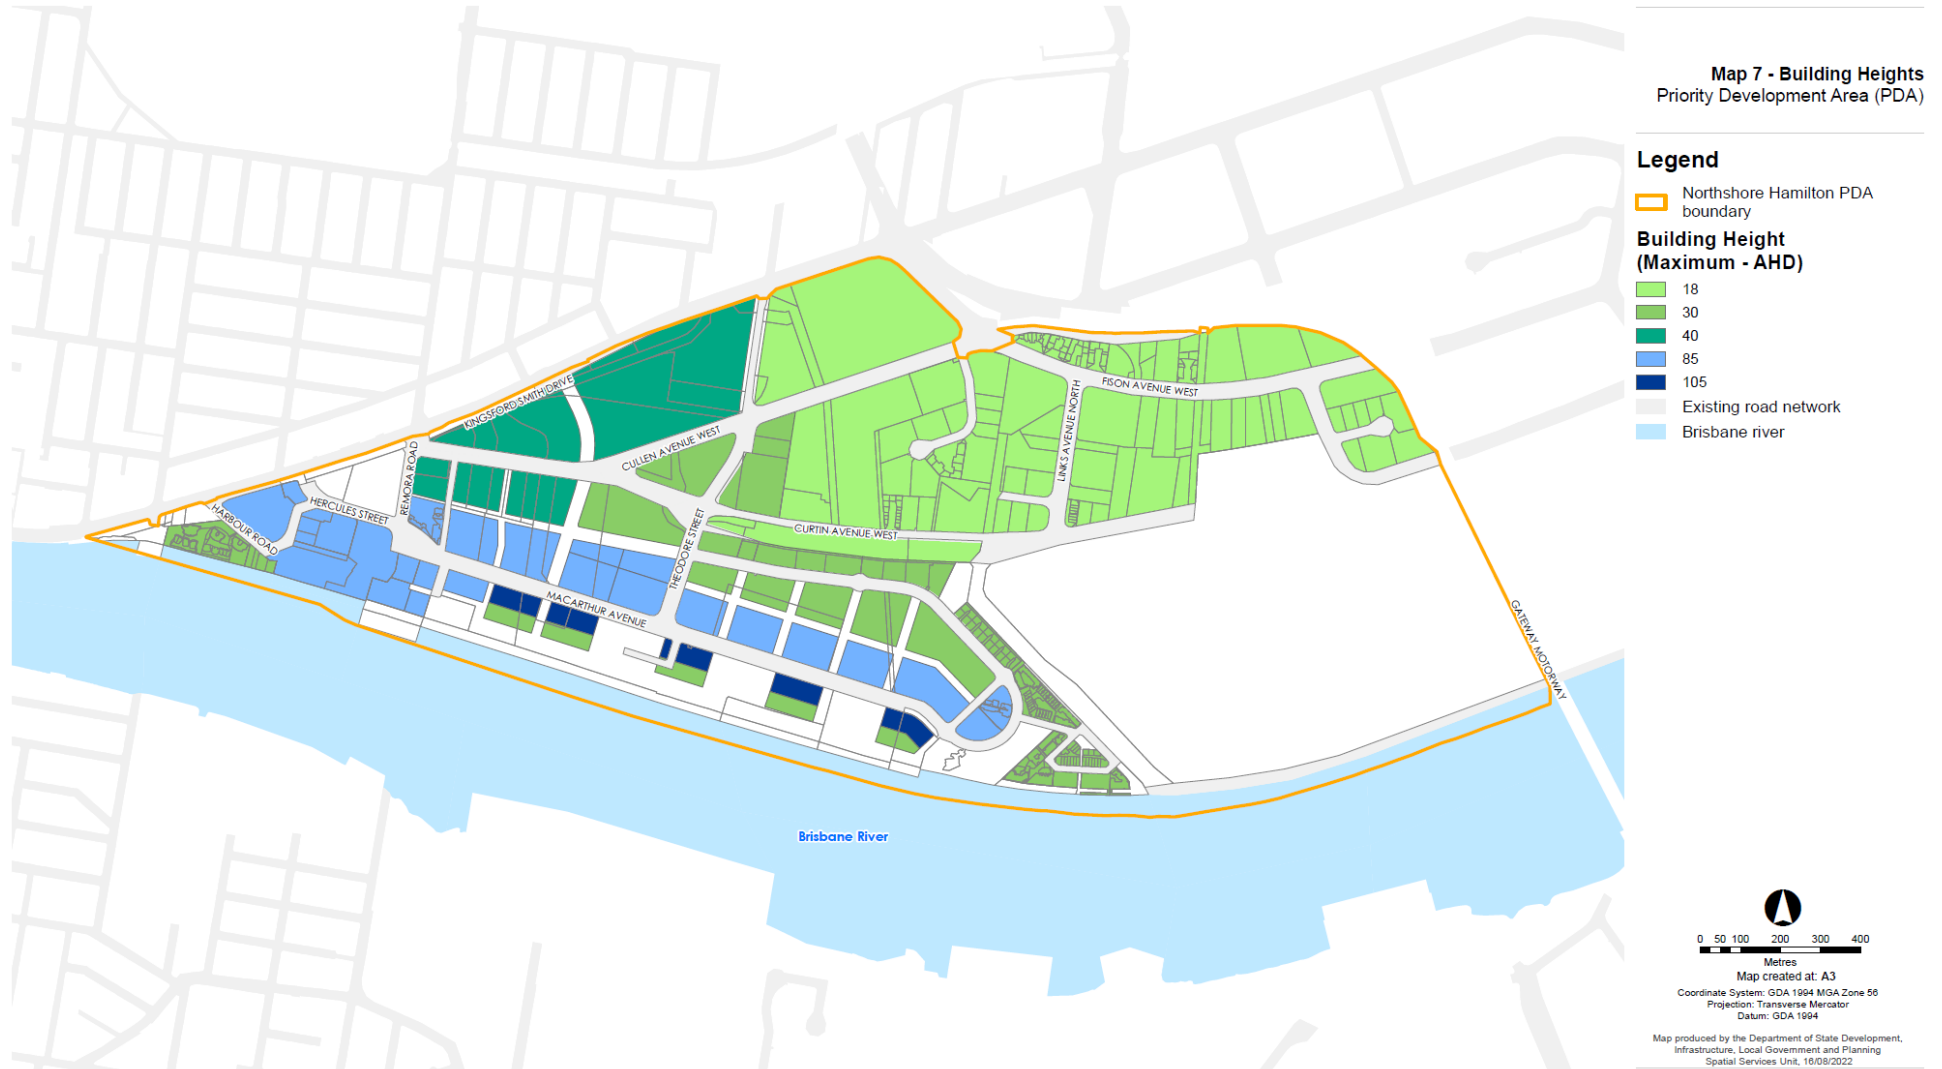 Map 7 - Building Heights
Priority Development Area (PDA)
Legend
Northshore Hamilton PDA
boundary
Building Height
(Maximum - AHD)
18
30
40
85
105
Existing road network
Brisbane river
KINGSFORD SMITH DRIVE
CULLEN AVENUE WEST
REMORA ROAD
HERCULES STREET
HARBOUR ROAD
FISON AVENUE WEST
LINKS AVENUE NORTH
CURTIN AVENUE WEST
THEODORE STREET
MACARTHUR AVENUE
GATEWAY MOTORWAY
Brisbane River
0 50 100 200 300 400
Metres
Map created at: A3
Coordinate System: GDA 1994 MGA Zone 56
Projection: Transverse Mercator
Datum: GDA 1994
Map produced by the Department of State Development,
Infrastructure, Local Government and Planning
Spatial Services Unit, 16/08/2022